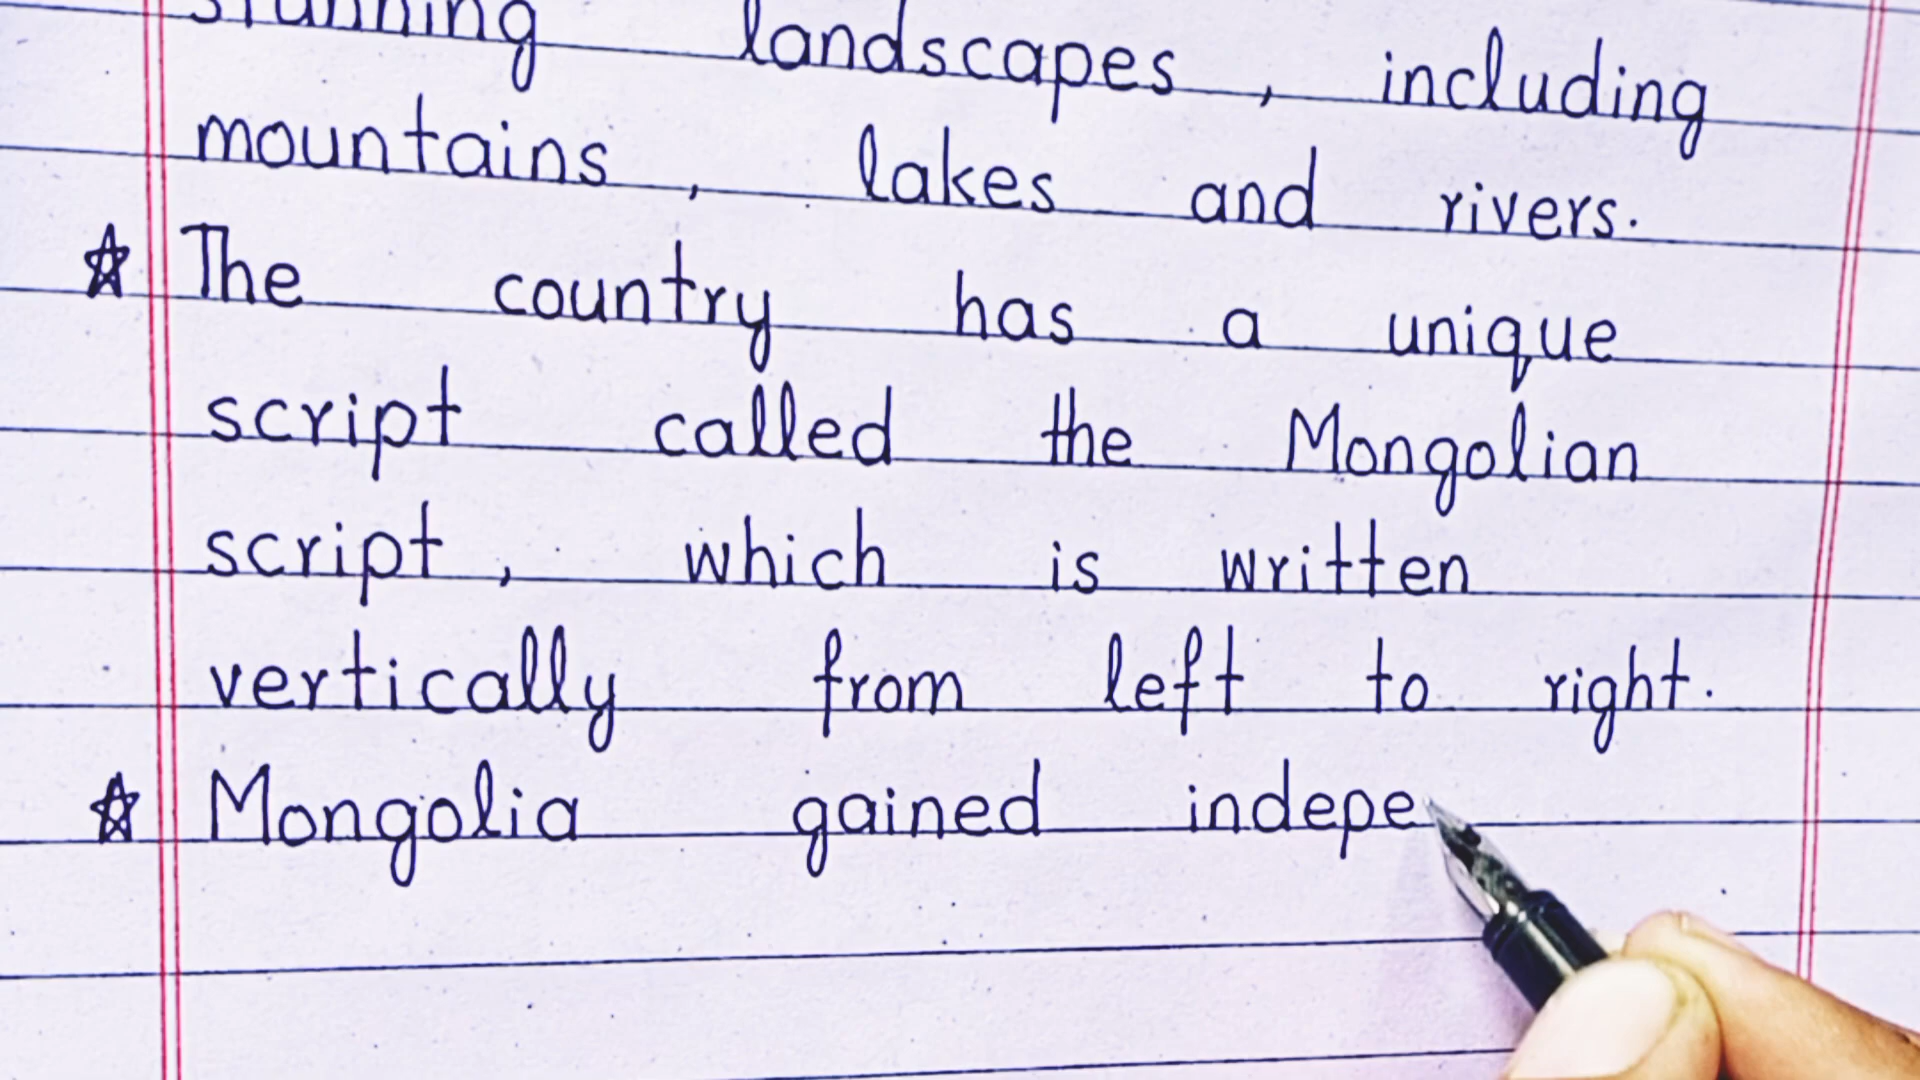 stunning landscapes, including
mountains, lakes and rivers.
☆ The country has a unique
script called the Mongolian
script, which is written
vertically from left to right.
☆ Mongolia gained indepe